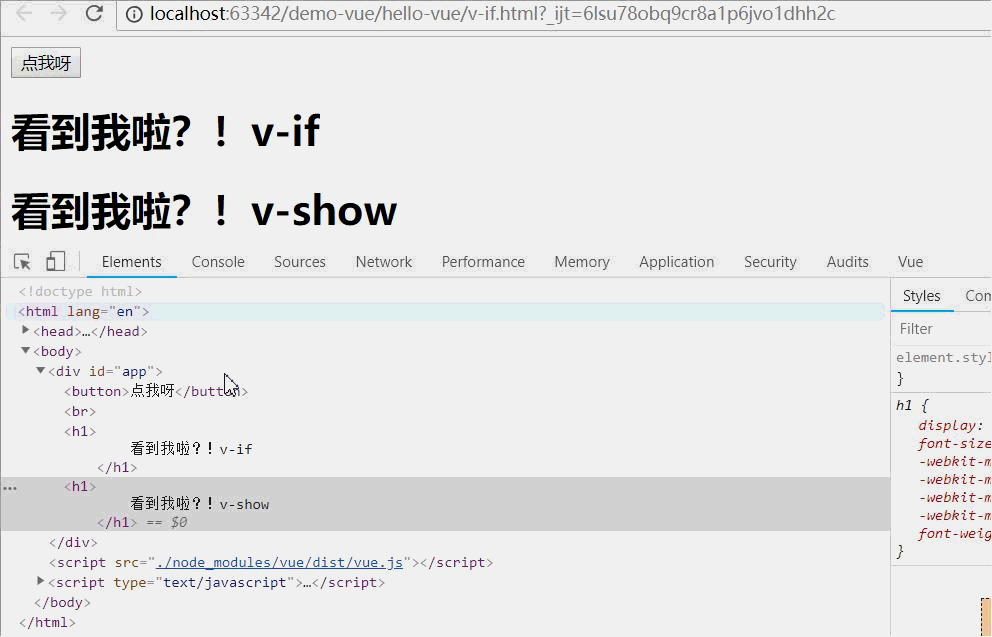 localhost:63342/demo-vue/hello-vue/v-if.html?_ijt=6lsu78obq9cr8a1p6jvo1dhh2c
点我呀
看到我啦？！ v-if
看到我啦？！ v-show
Elements Console Sources Network Performance Memory Application Security Audits Vue
<!doctype html>
<html lang="en">
<head>…</head>
<body>
<div id="app">
<button>点我呀</button>
<br>
<h1>
看到我啦？！v-if
</h1>
<h1>
看到我啦？！v-show
</h1> == $0
</div>
<script src="./node_modules/vue/dist/vue.js"></script>
<script type="text/javascript">…</script>
</body>
</html>
Styles Com
Filter
element.styl
}
h1 {
display:
font-size
-webkit-m
-webkit-m
-webkit-m
-webkit-m
font-weig
}